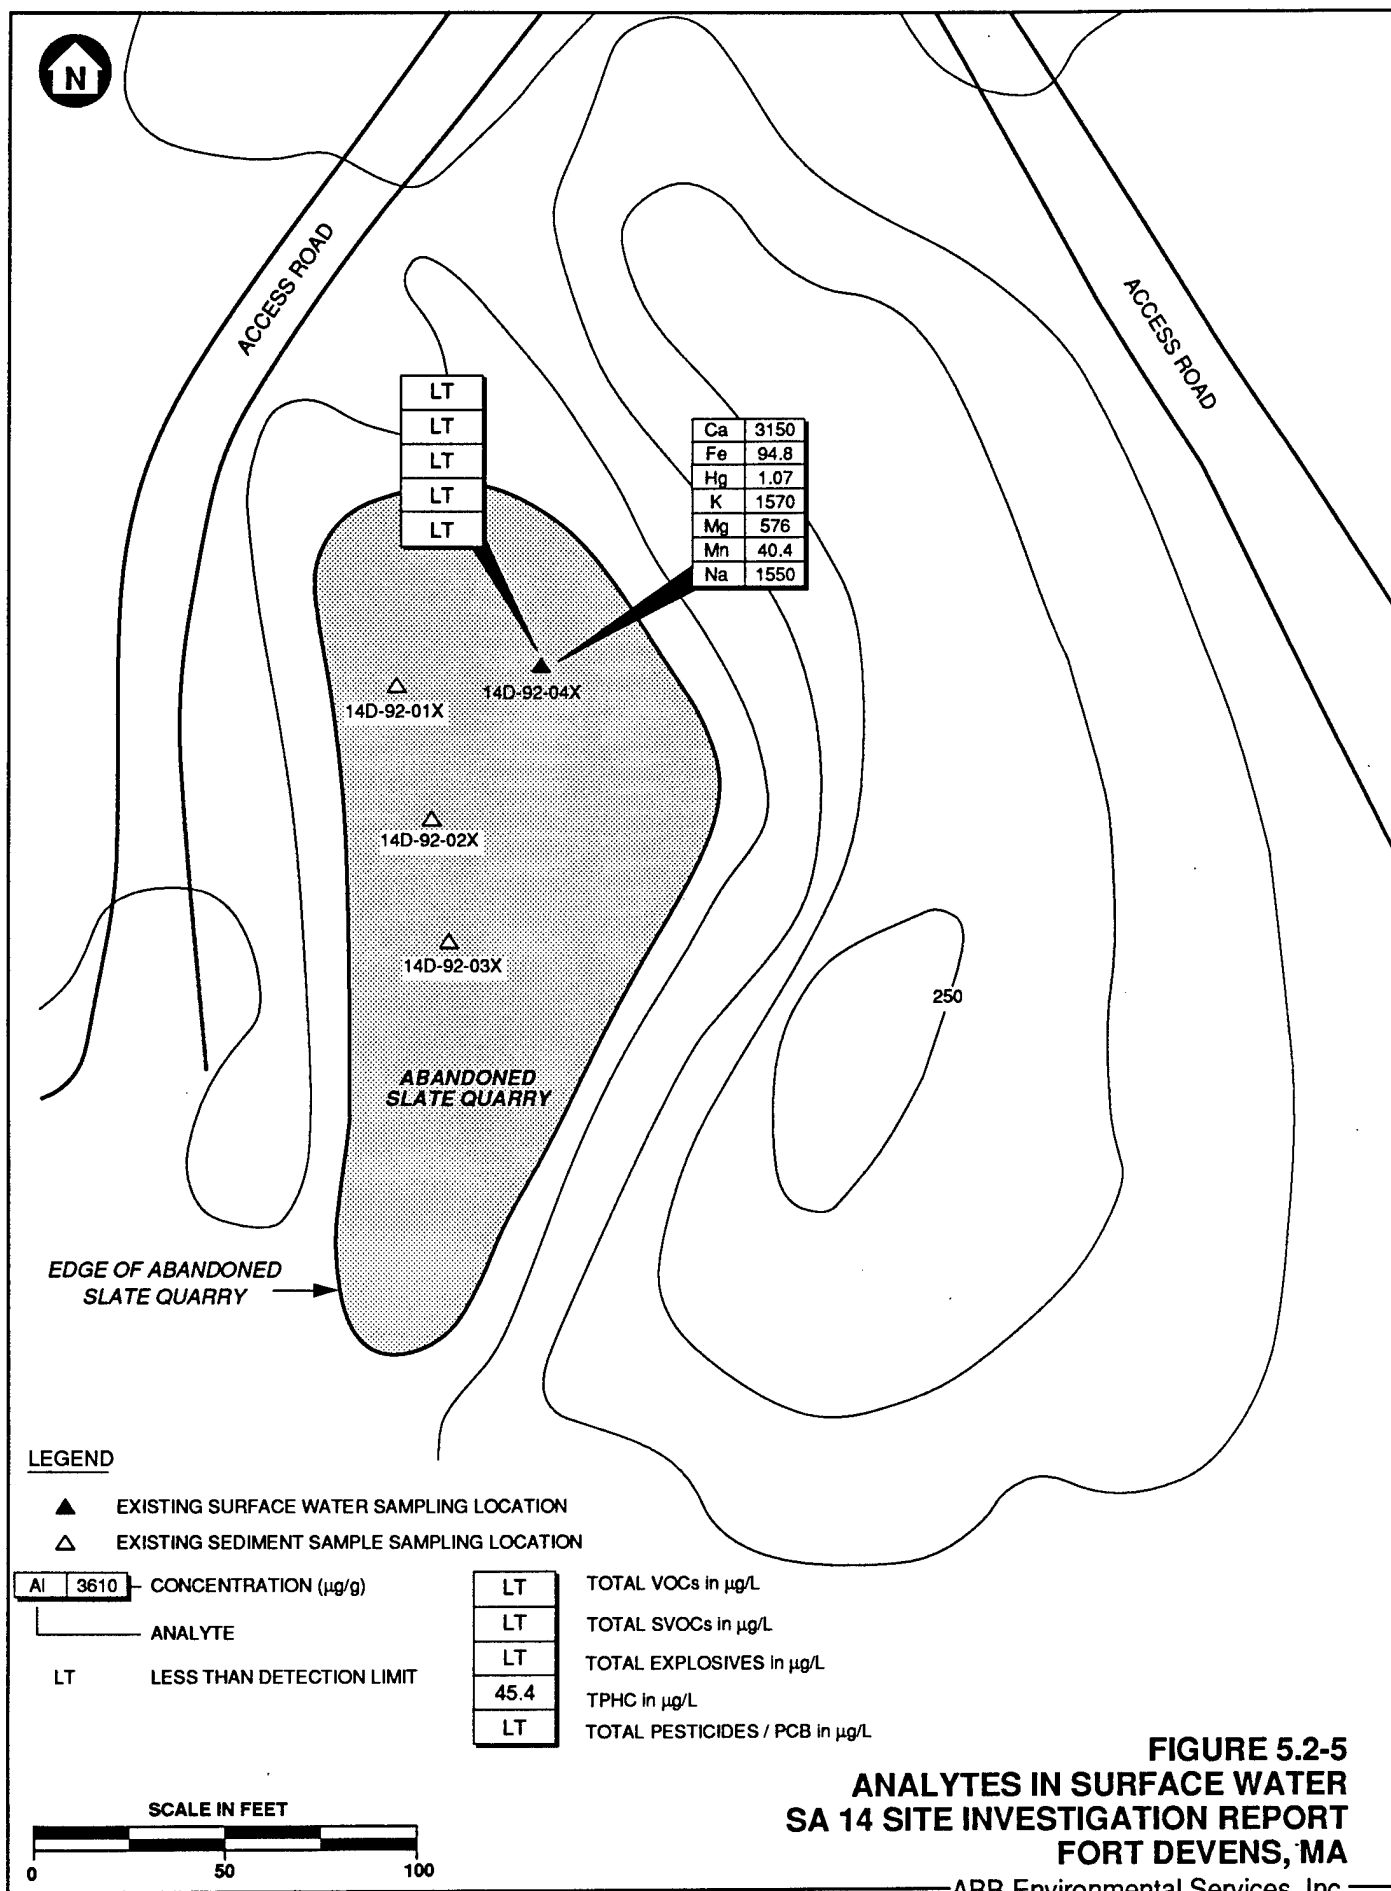 N
ACCESS ROAD
ACCESS ROAD
LT
LT
LT
LT
LT
Ca 3150
Fe 94.8
Hg 1.07
K 1570
Mg 576
Mn 40.4
Na 1550
14D-92-04X
14D-92-01X
14D-92-02X
14D-92-03X
250
ABANDONED
SLATE QUARRY
EDGE OF ABANDONED
SLATE QUARRY
LEGEND
EXISTING SURFACE WATER SAMPLING LOCATION
EXISTING SEDIMENT SAMPLE SAMPLING LOCATION
Al 3610 CONCENTRATION (µg/g)
ANALYTE
LT LESS THAN DETECTION LIMIT
LT TOTAL VOCs in µg/L
LT TOTAL SVOCs in µg/L
LT TOTAL EXPLOSIVES in µg/L
45.4 TPHC in µg/L
LT TOTAL PESTICIDES / PCB in µg/L
SCALE IN FEET
0 50 100
FIGURE 5.2-5
ANALYTES IN SURFACE WATER
SA 14 SITE INVESTIGATION REPORT
FORT DEVENS, MA
ABB Environmental Services, Inc.